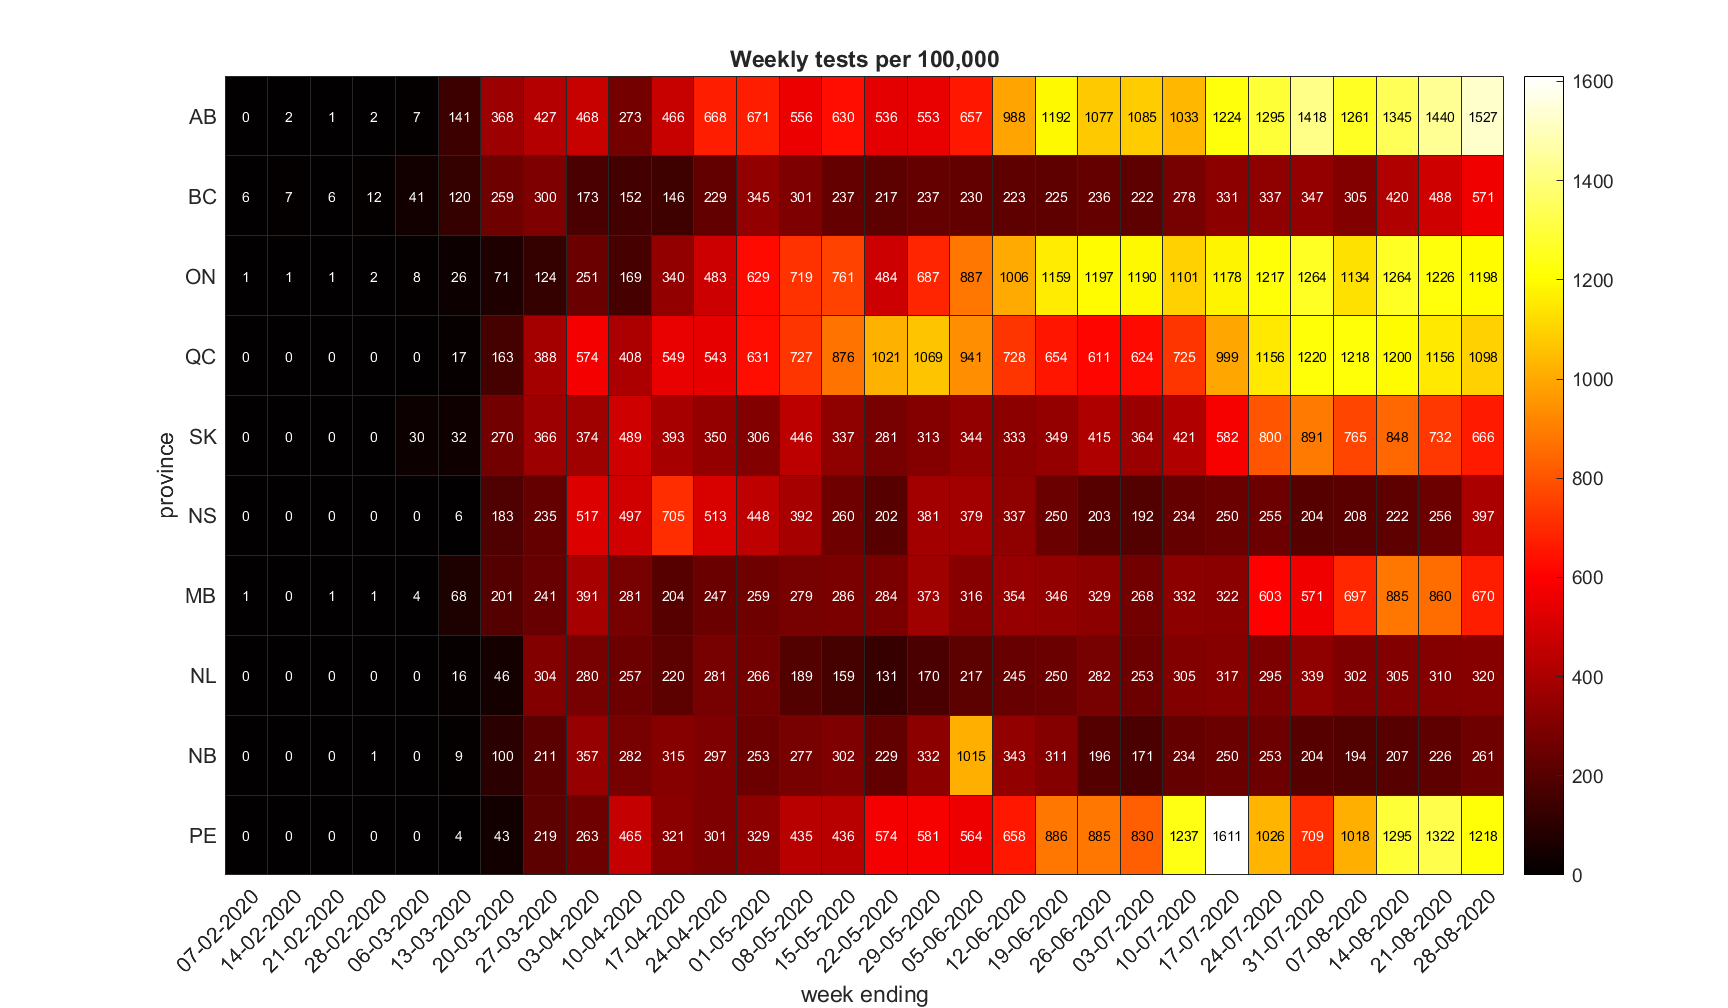 Weekly tests per 100,000
AB 0 2 1 2 7 141 368 427 468 273 466 668 671 556 630 536 553 657 988 1192 1077 1085 1033 1224 1295 1418 1261 1345 1440 1527
BC 6 7 6 12 41 120 259 300 173 152 146 229 345 301 237 217 237 230 223 225 236 222 278 331 337 347 305 420 488 571
ON 1 1 1 2 8 26 71 124 251 169 340 483 629 719 761 484 687 887 1006 1159 1197 1190 1101 1178 1217 1264 1134 1264 1226 1198
QC 0 0 0 0 0 17 163 388 574 408 549 543 631 727 876 1021 1069 941 728 654 611 624 725 999 1156 1220 1218 1200 1156 1098
SK 0 0 0 0 30 32 270 366 374 489 393 350 306 446 337 281 313 344 333 349 415 364 421 582 800 891 765 848 732 666
NS 0 0 0 0 0 6 183 235 517 497 705 513 448 392 260 202 381 379 337 250 203 192 234 250 255 204 208 222 256 397
MB 1 0 1 1 4 68 201 241 391 281 204 247 259 279 286 284 373 316 354 346 329 268 332 322 603 571 697 885 860 670
NL 0 0 0 0 0 16 46 304 280 257 220 281 266 189 159 131 170 217 245 250 282 253 305 317 295 339 302 305 310 320
NB 0 0 0 1 0 9 100 211 357 282 315 297 253 277 302 229 332 1015 343 311 196 171 234 250 253 204 194 207 226 261
PE 0 0 0 0 0 4 43 219 263 465 321 301 329 435 436 574 581 564 658 886 885 830 1237 1611 1026 709 1018 1295 1322 1218
province
07-02-2020 14-02-2020 21-02-2020 28-02-2020 06-03-2020 13-03-2020 20-03-2020 27-03-2020 03-04-2020 10-04-2020 17-04-2020 24-04-2020 01-05-2020 08-05-2020 15-05-2020 22-05-2020 29-05-2020 05-06-2020 12-06-2020 19-06-2020 26-06-2020 03-07-2020 10-07-2020 17-07-2020 24-07-2020 31-07-2020 07-08-2020 14-08-2020 21-08-2020 28-08-2020
week ending
1600
1400
1200
1000
800
600
400
200
0